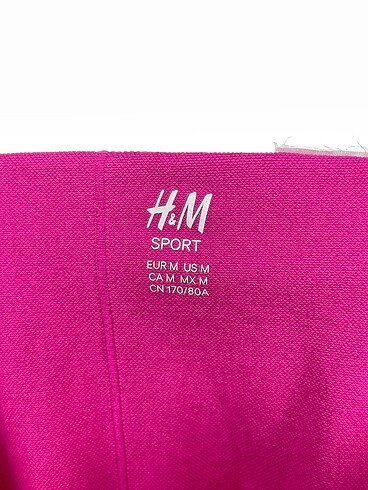 H&M
SPORT
EUR M US M
CA M MX M
CN 170/80A